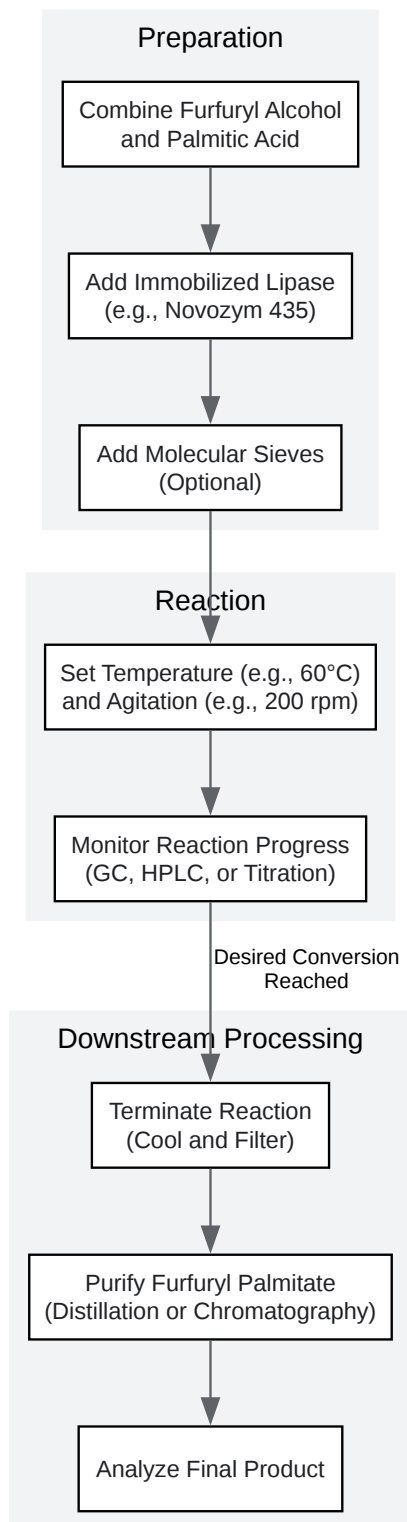 Preparation
Combine Furfuryl Alcohol
and Palmitic Acid
Add Immobilized Lipase
(e.g., Novozym 435)
Add Molecular Sieves
(Optional)
Reaction
Set Temperature (e.g., 60°C)
and Agitation (e.g., 200 rpm)
Monitor Reaction Progress
(GC, HPLC, or Titration)
Desired Conversion
Reached
Downstream Processing
Terminate Reaction
(Cool and Filter)
Purify Furfuryl Palmitate
(Distillation or Chromatography)
Analyze Final Product